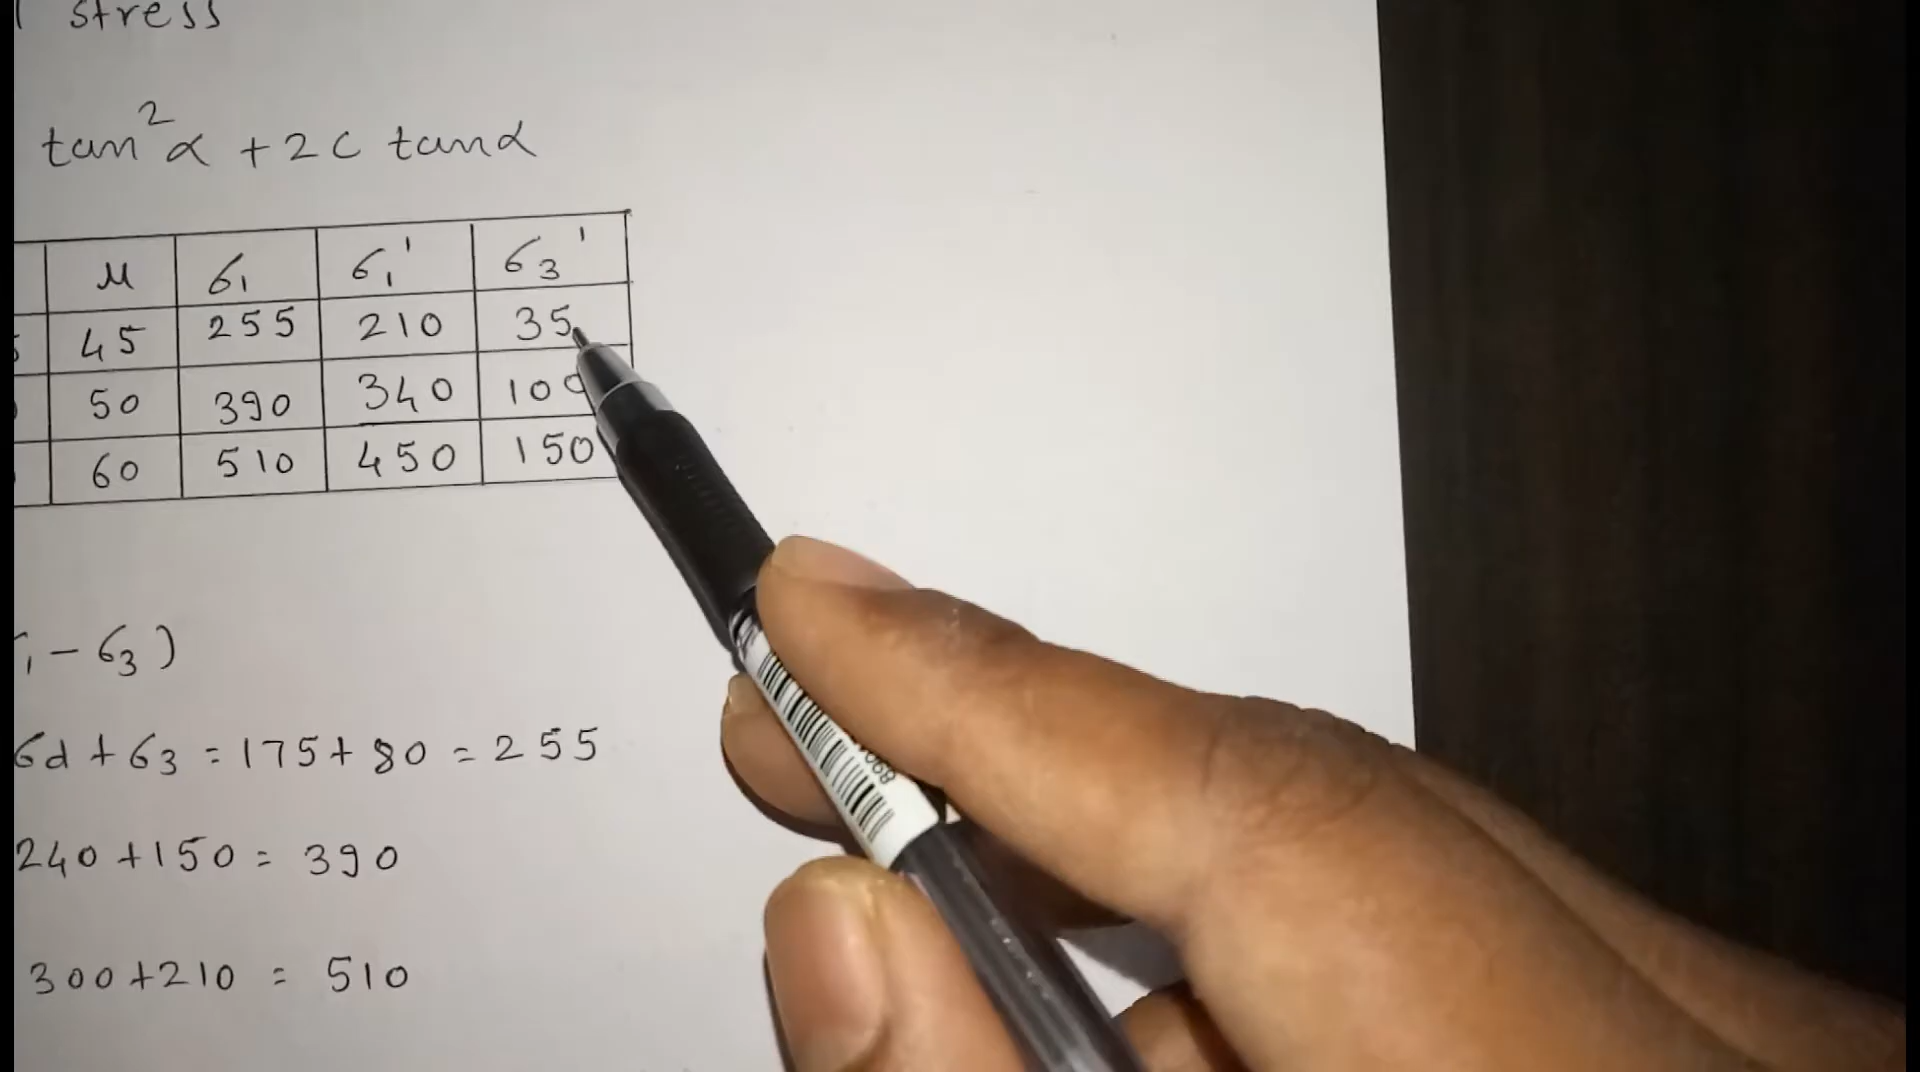 stress
tan²α + 2C tanα
μ σ₁ σ₁' σ₃'
45 255 210 35
50 390 340 100
60 510 450 150
₁ - σ₃)
σd + σ₃ = 175 + 80 = 255
240 + 150 = 390
300 + 210 = 510